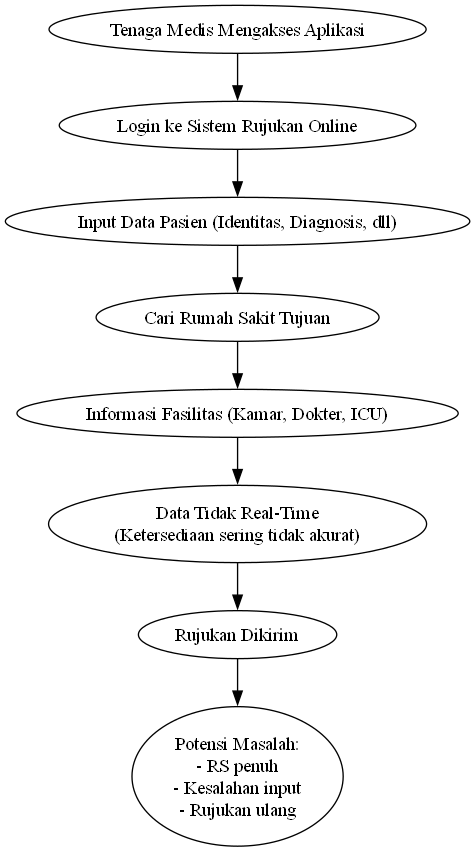 Tenaga Medis Mengakses Aplikasi
Login ke Sistem Rujukan Online
Input Data Pasien (Identitas, Diagnosis, dll)
Cari Rumah Sakit Tujuan
Informasi Fasilitas (Kamar, Dokter, ICU)
Data Tidak Real-Time
(Ketersediaan sering tidak akurat)
Rujukan Dikirim
Potensi Masalah:
- RS penuh
- Kesalahan input
- Rujukan ulang